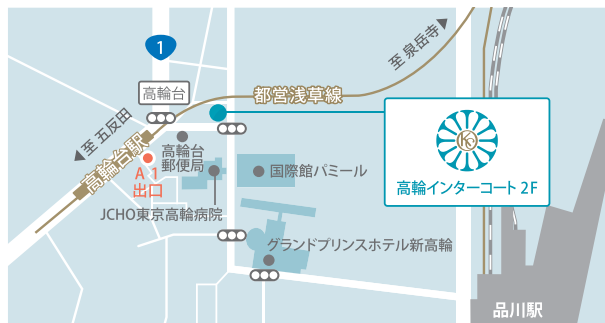 1
至 泉岳寺
高輪台
都営浅草線
至 五反田
高輪台駅
高輪台
郵便局
A 1
出口
国際館パミール
高輪インターコート 2F
JCHO東京高輪病院
グランドプリンスホテル新高輪
品川駅